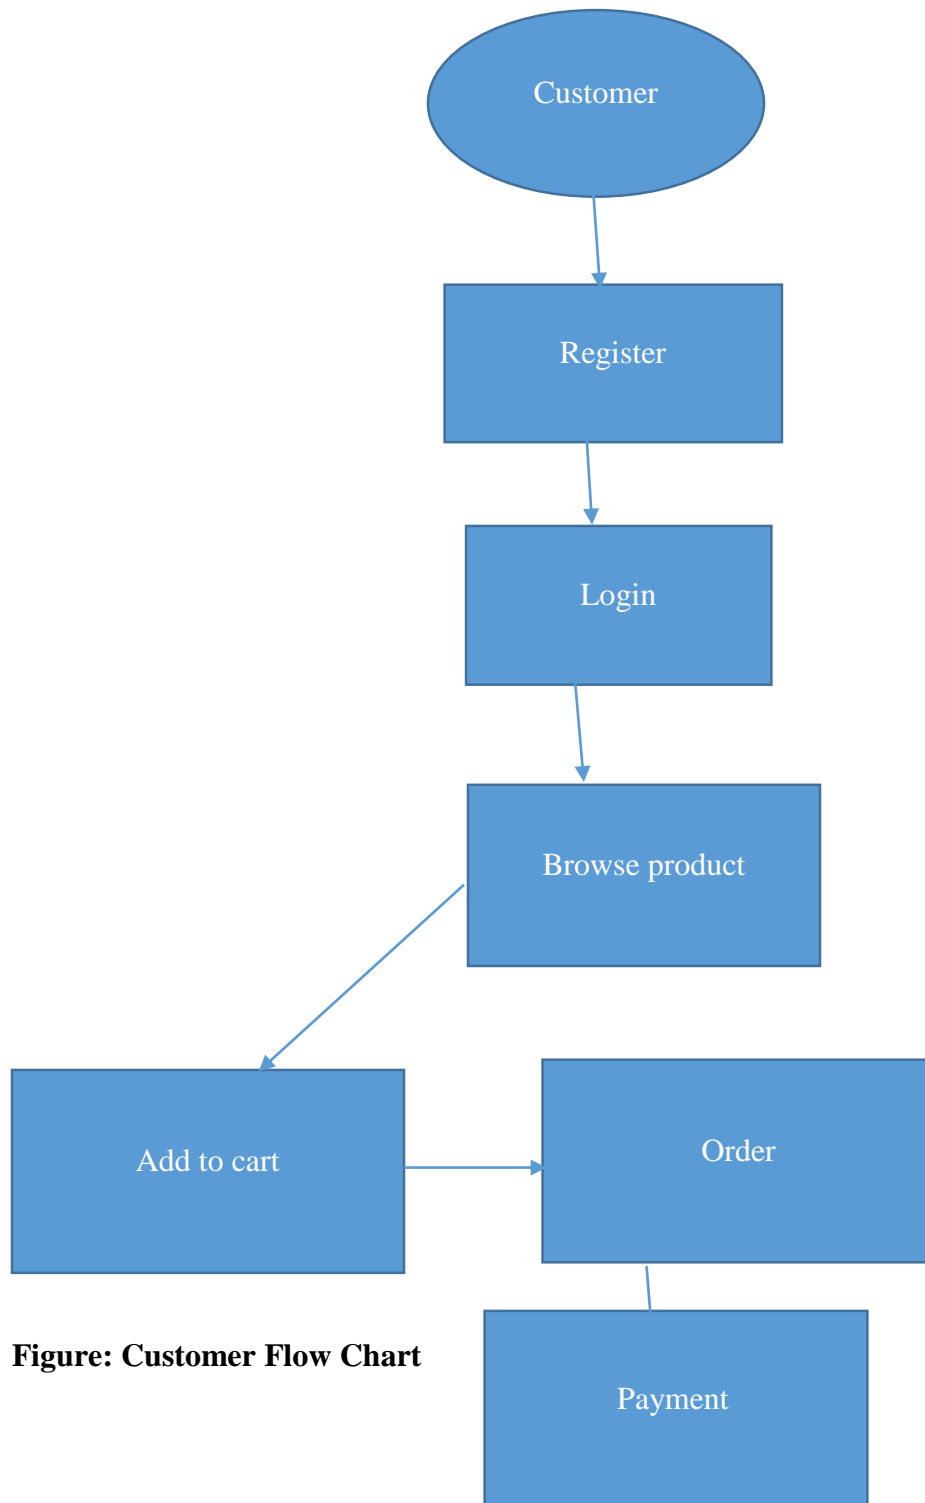 Customer
Register
Login
Browse product
Add to cart
Order
Figure: Customer Flow Chart
Payment